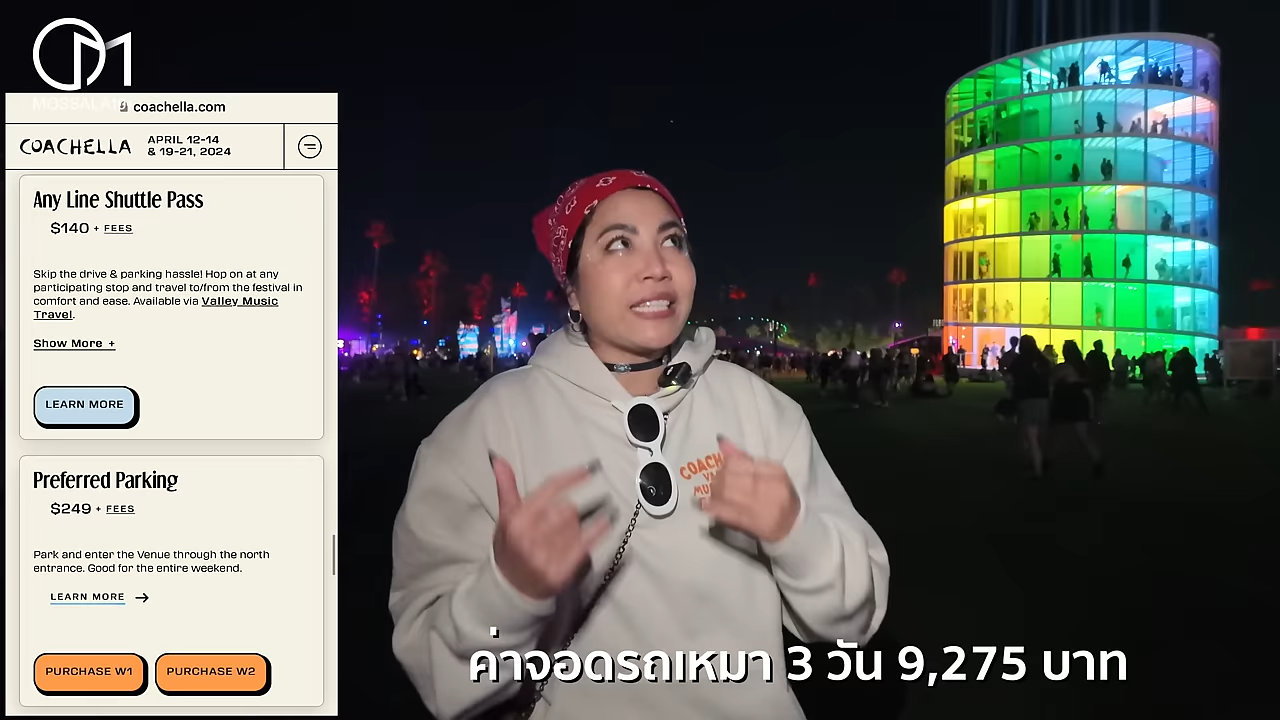 coachella.com
COACHELLA
APRIL 12-14
& 19-21, 2024
Any Line Shuttle Pass
$140 + FEES
Skip the drive & parking hassle! Hop on at any
participating stop and travel to/from the festival in
comfort and ease. Available via Valley Music
Travel.
Show More +
LEARN MORE
Preferred Parking
$249 + FEES
Park and enter the Venue through the north
entrance. Good for the entire weekend.
LEARN MORE →
PURCHASE W1
PURCHASE W2
COACH
ค่าจอดรถเหมา 3 วัน 9,275 บาท